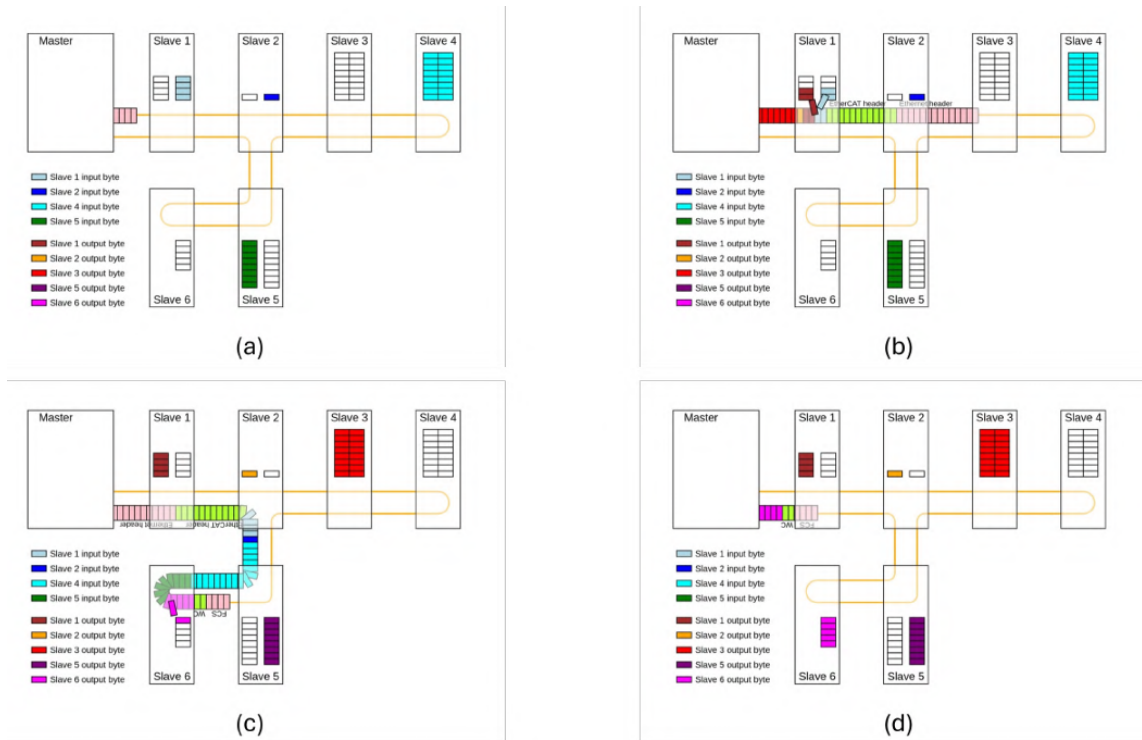 Master Slave 1 Slave 2 Slave 3 Slave 4
Slave 1 input byte
Slave 2 input byte
Slave 4 input byte
Slave 5 input byte
Slave 1 output byte
Slave 2 output byte
Slave 3 output byte
Slave 5 output byte
Slave 6 output byte
Slave 6 Slave 5
(a)
Master Slave 1 Slave 2 Slave 3 Slave 4
EtherCAT header Ethernet header
Slave 1 input byte
Slave 2 input byte
Slave 4 input byte
Slave 5 input byte
Slave 1 output byte
Slave 2 output byte
Slave 3 output byte
Slave 5 output byte
Slave 6 output byte
Slave 6 Slave 5
(b)
Master Slave 1 Slave 2 Slave 3 Slave 4
Ethernet header EtherCAT header
Slave 1 input byte
Slave 2 input byte
Slave 4 input byte
Slave 5 input byte
WC FCS
Slave 1 output byte
Slave 2 output byte
Slave 3 output byte
Slave 5 output byte
Slave 6 output byte
Slave 6 Slave 5
(c)
Master Slave 1 Slave 2 Slave 3 Slave 4
WC FCS
Slave 1 input byte
Slave 2 input byte
Slave 4 input byte
Slave 5 input byte
Slave 1 output byte
Slave 2 output byte
Slave 3 output byte
Slave 5 output byte
Slave 6 output byte
Slave 6 Slave 5
(d)